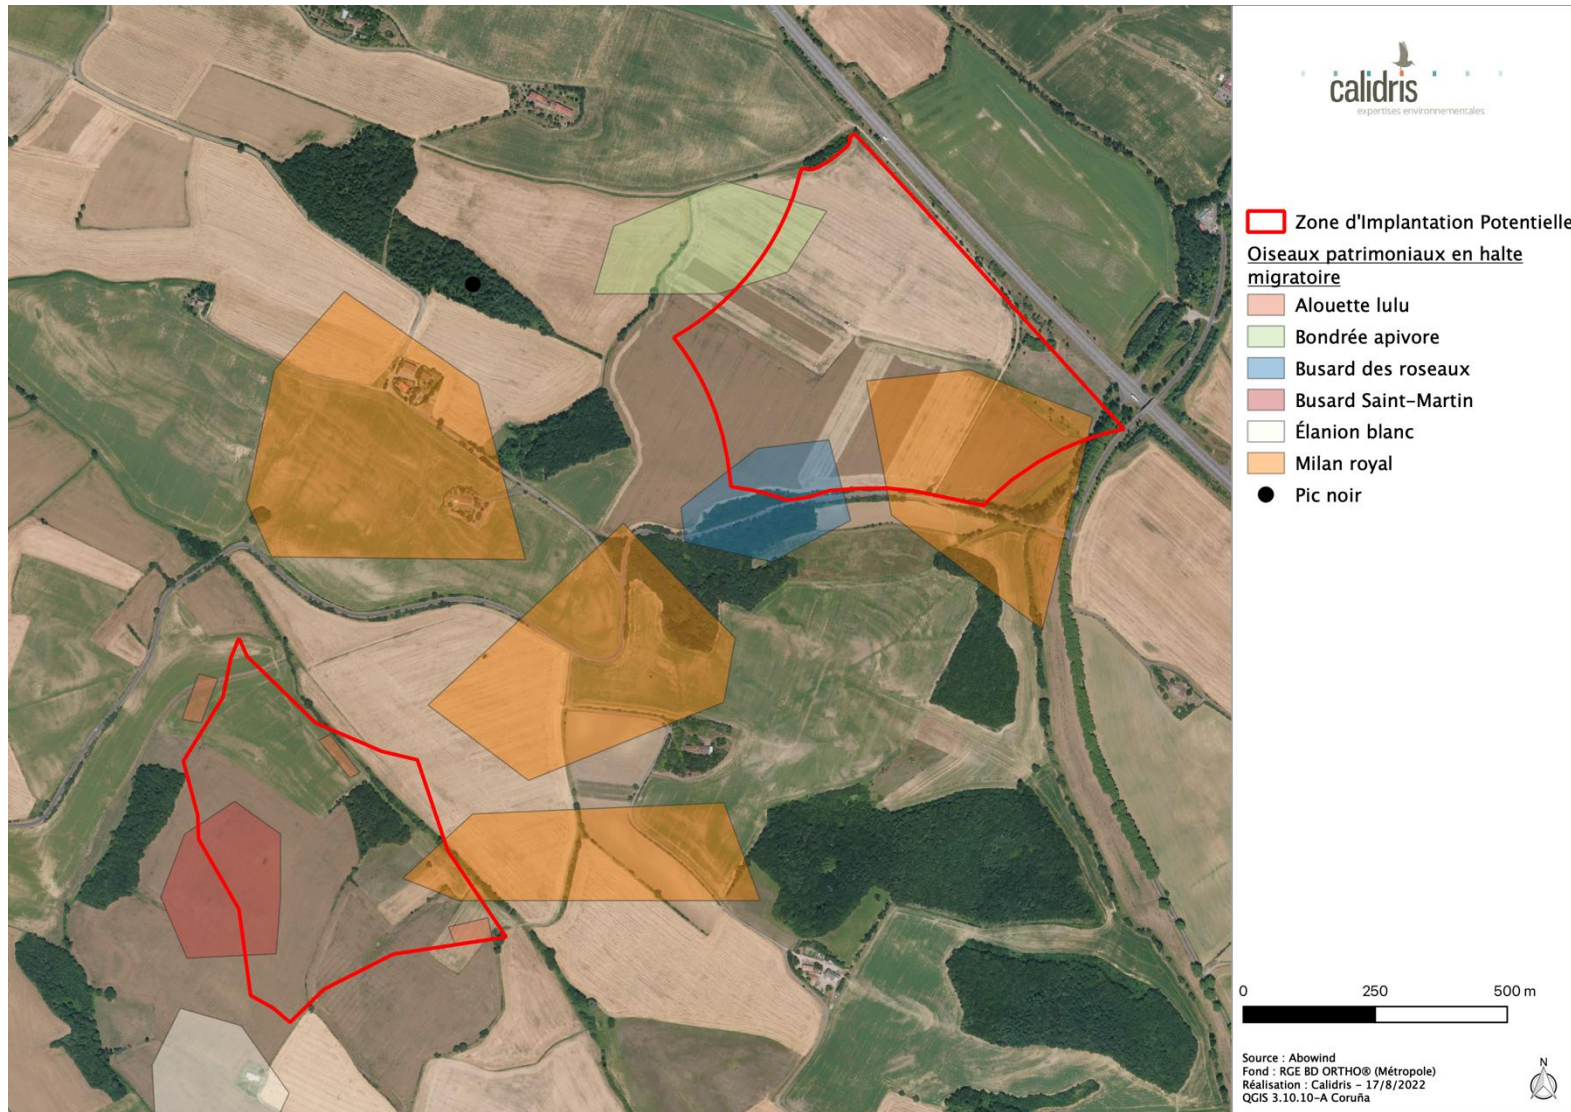 calidris
expertises environnementales
Zone d'Implantation Potentielle
Oiseaux patrimoniaux en halte
migratoire
Alouette lulu
Bondrée apivore
Busard des roseaux
Busard Saint-Martin
Élanion blanc
Milan royal
Pic noir
0 250 500 m
Source : Abowind
Fond : RGE BD ORTHO® (Métropole)
Réalisation : Calidris - 17/8/2022
QGIS 3.10.10-A Coruña
N